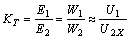 K_T = E_1/E_2 = W_1/W_2 ≈ U_1/U_2X